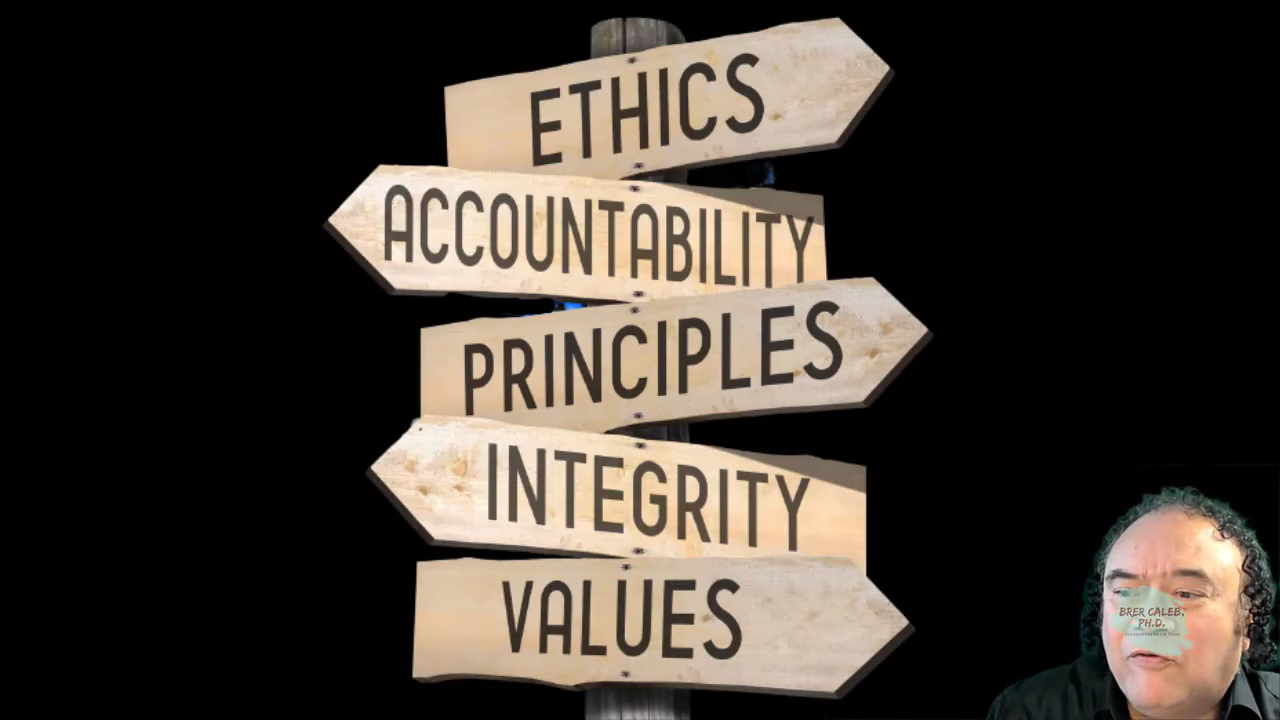 ETHICS
ACCOUNTABILITY
PRINCIPLES
INTEGRITY
VALUES
BRER CALEB,
PH.D.